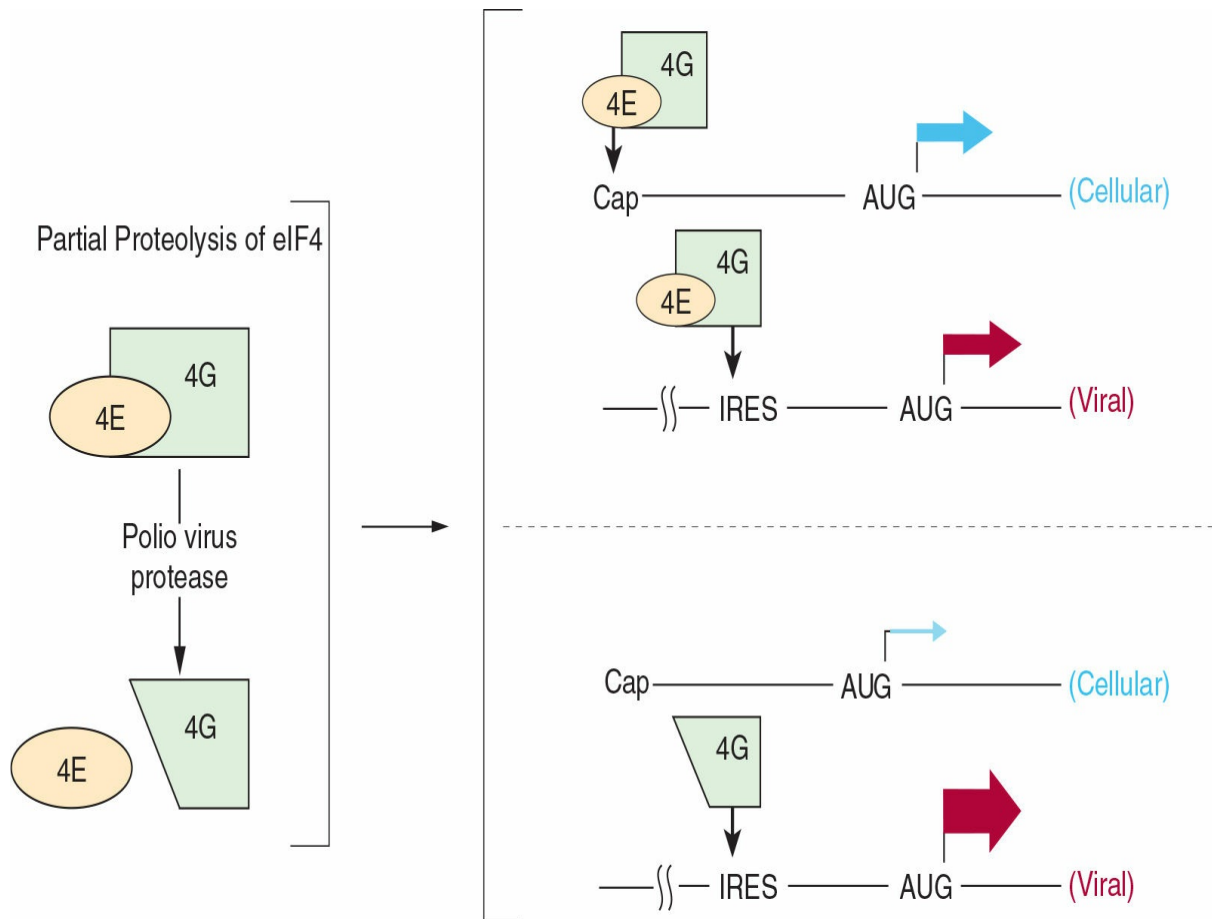 Partial Proteolysis of eIF4
4G
4E
Polio virus
protease
4G
4E
4G
4E
Cap AUG (Cellular)
4G
4E
IRES AUG (Viral)
Cap AUG (Cellular)
4G
IRES AUG (Viral)